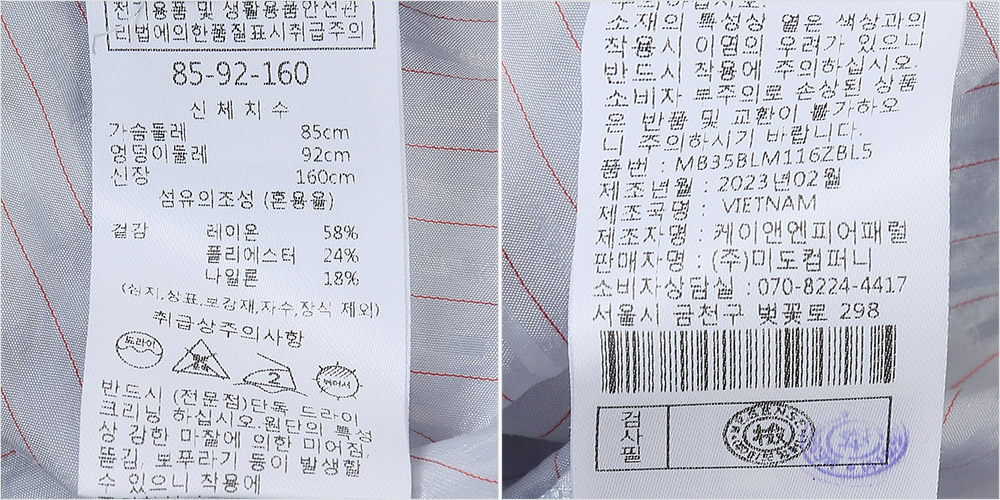 전기용품 및 생활용품안전관
리법에의한품질표시취급주의
85-92-160
신체치수
가슴둘레 85cm
엉덩이둘레 92cm
신장 160cm
섬유의조성 (혼용율)
겉감 레이온 58%
폴리에스터 24%
나일론 18%
(심지,상표,보강재,자수,장식 제외)
취급상주의사항
드라이
2
뉘어서
반드시 (전문점)단독 드라이
크리닝 하십시오.원단의 특성
상 강한 마찰에 의한 미어짐,
뜯김, 보푸라기 등이 발생할
수 있으니 착용에
소재의 특성상 옅은 색상과의
착용시 이염의 우려가 있으니
반드시 착용에 주의하십시오.
소비자 부주의로 손상된 상품
은 반품 및 교환이 불가하오
니 주의하시기 바랍니다.
품번 : MB35BLM116ZBL5
제조년월 : 2023년02월
제조국명 : VIETNAM
제조자명 : 케이앤엔피어패럴
판매자명 : (주)미도컴퍼니
소비자상담실 :070-8224-4417
서울시 금천구 벚꽃로 298
검사필